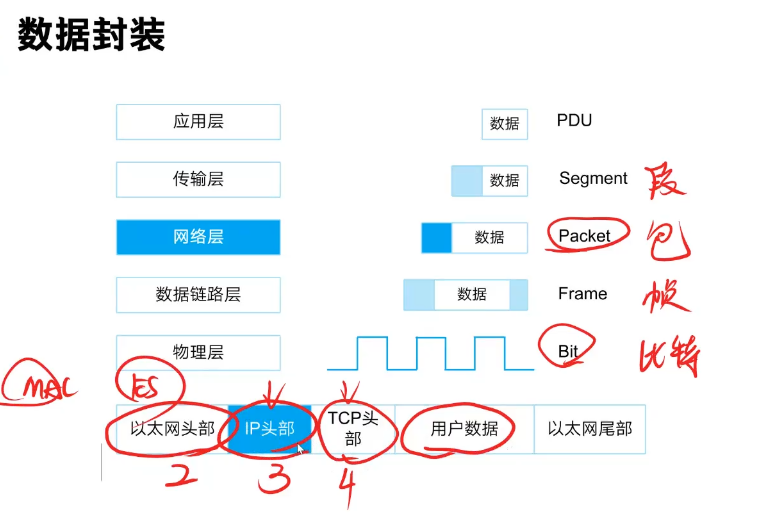 数据封装
应用层 数据 PDU
传输层 数据 Segment 段
网络层 数据 Packet 包
数据链路层 数据 Frame 帧
物理层 Bit 比特
MAC
以太网头部 IP头部 TCP头部 用户数据 以太网尾部
2 3 4